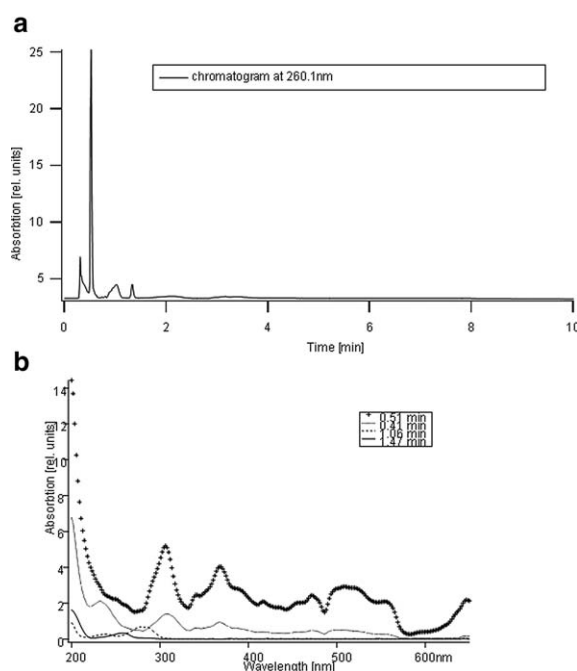 a
25
20
15
10
5
Absorbtion [rel. units]
chromatogram at 260.1nm
0 2 4 6 8 10
Time [min]
b
14
12
10
8
6
4
2
0
Absorbtion [rel. units]
0.51 min
0.41 min
1.06 min
1.47 min
200 300 400 500 600nm
Wavelength [nm]